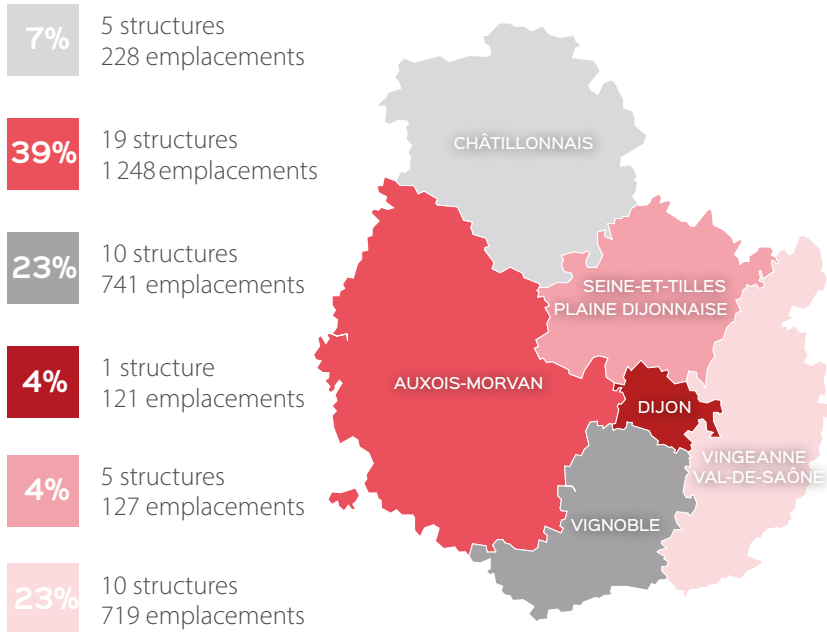 7%
5 structures
228 emplacements
39%
19 structures
1 248 emplacements
23%
10 structures
741 emplacements
4%
1 structure
121 emplacements
4%
5 structures
127 emplacements
23%
10 structures
719 emplacements
CHÂTILLONNAIS
SEINE-ET-TILLES
PLAINE DIJONNAISE
AUXOIS-MORVAN
DIJON
VINGEANNE
VAL-DE-SAÔNE
VIGNOBLE